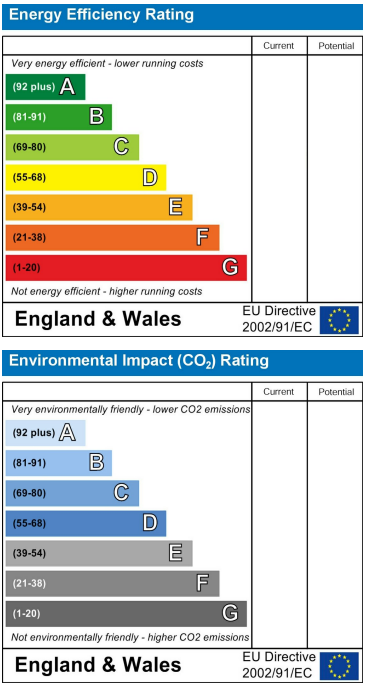 Energy Efficiency Rating
Current Potential
Very energy efficient - lower running costs
(92 plus) A
(81-91) B
(69-80) C
(55-68) D
(39-54) E
(21-38) F
(1-20) G
Not energy efficient - higher running costs
England & Wales
EU Directive
2002/91/EC
Environmental Impact (CO₂) Rating
Current Potential
Very environmentally friendly - lower CO2 emissions
(92 plus) A
(81-91) B
(69-80) C
(55-68) D
(39-54) E
(21-38) F
(1-20) G
Not environmentally friendly - higher CO2 emissions
England & Wales
EU Directive
2002/91/EC